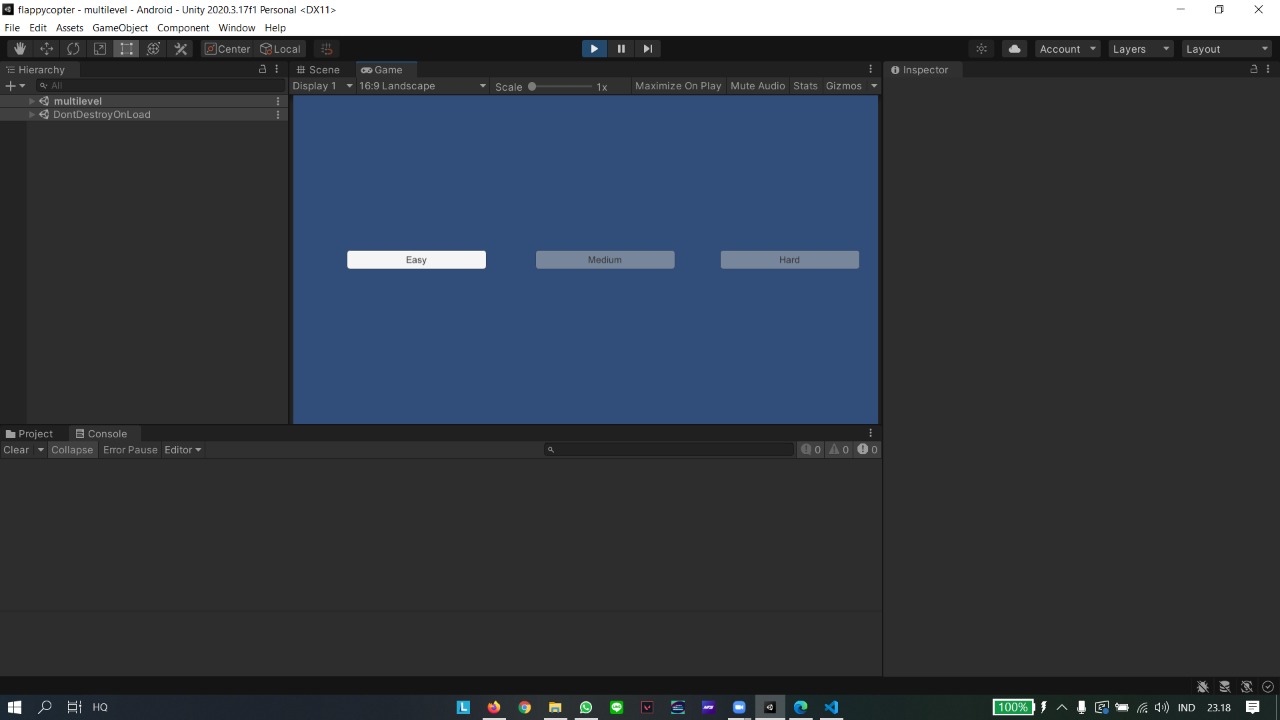 flappycopter - multilevel - Android - Unity 2020.3.17f1 Personal <DX11>
File Edit Assets GameObject Component Window Help
Center Local Account Layers Layout
Hierarchy Scene Game Inspector
All Display 1 16:9 Landscape Scale 1x Maximize On Play Mute Audio Stats Gizmos
multilevel
DontDestroyOnLoad
Easy Medium Hard
Project Console
Clear Collapse Error Pause Editor 0 0 0
HQ 100% IND 23.18